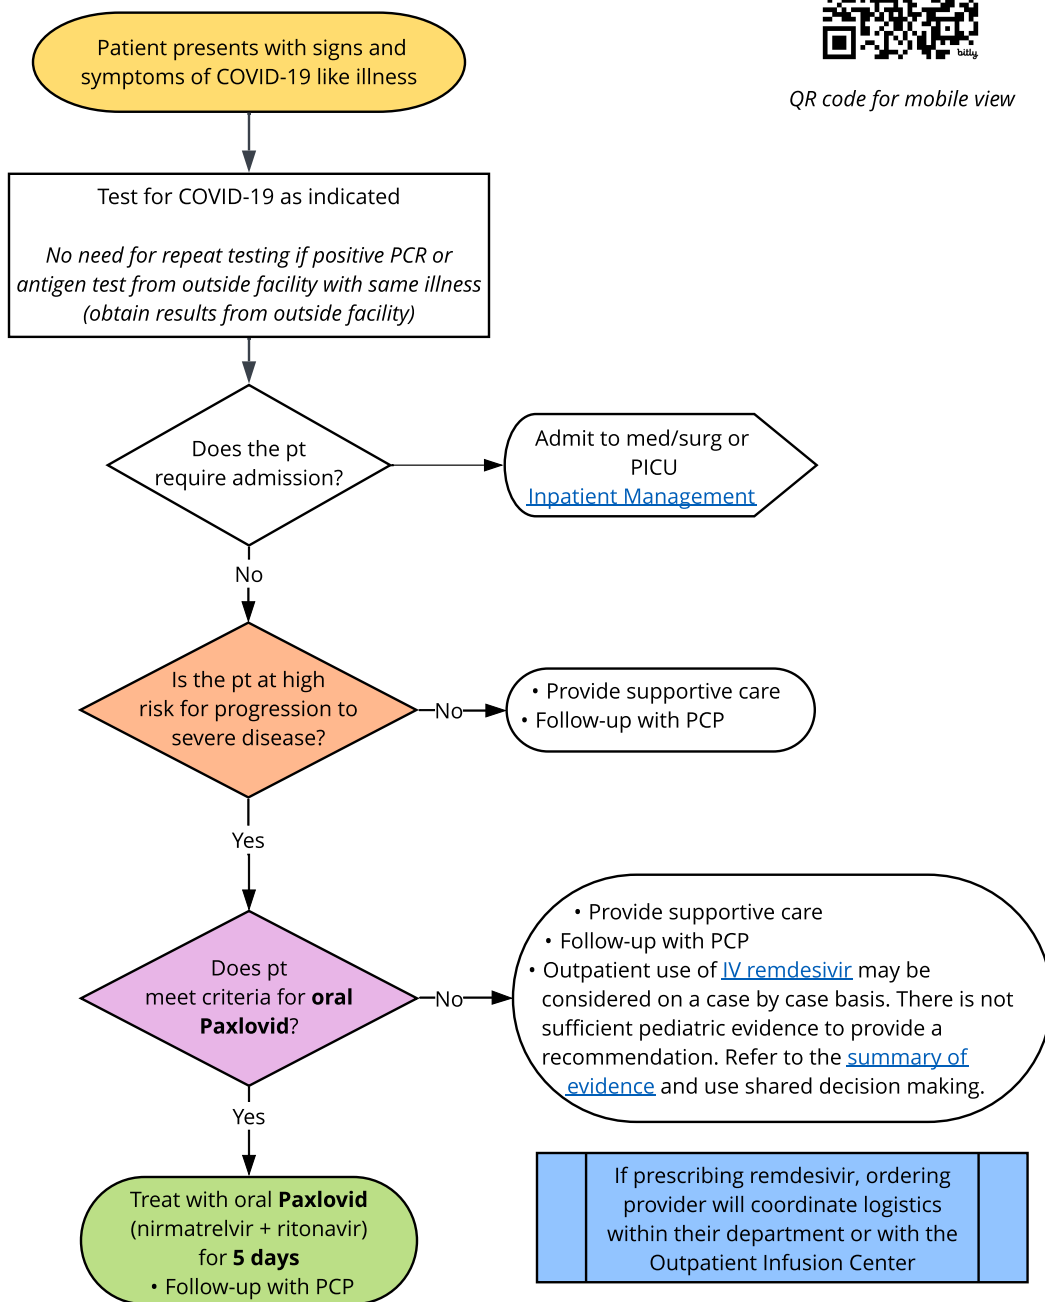 Patient presents with signs and
symptoms of COVID-19 like illness
bitly
QR code for mobile view
Test for COVID-19 as indicated
No need for repeat testing if positive PCR or
antigen test from outside facility with same illness
(obtain results from outside facility)
Does the pt
require admission?
Admit to med/surg or
PICU
Inpatient Management
No
Is the pt at high
risk for progression to
severe disease?
No
• Provide supportive care
• Follow-up with PCP
Yes
Does pt
meet criteria for oral
Paxlovid?
No
• Provide supportive care
• Follow-up with PCP
• Outpatient use of IV remdesivir may be
considered on a case by case basis. There is not
sufficient pediatric evidence to provide a
recommendation. Refer to the summary of
evidence and use shared decision making.
Yes
Treat with oral Paxlovid
(nirmatrelvir + ritonavir)
for 5 days
• Follow-up with PCP
If prescribing remdesivir, ordering
provider will coordinate logistics
within their department or with the
Outpatient Infusion Center